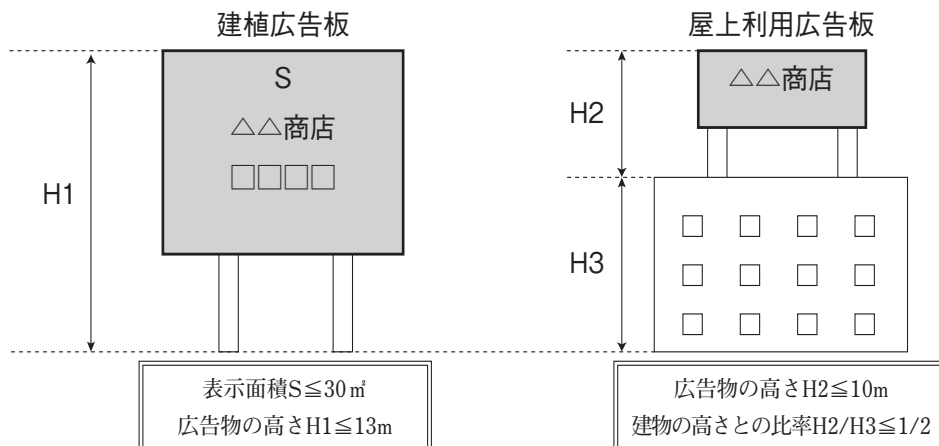 建植広告板
S
△△商店
□□□□
H1
表示面積S≦30㎡
広告物の高さH1≦13m
屋上利用広告板
△△商店
H2
H3
広告物の高さH2≦10m
建物の高さとの比率H2/H3≦1/2